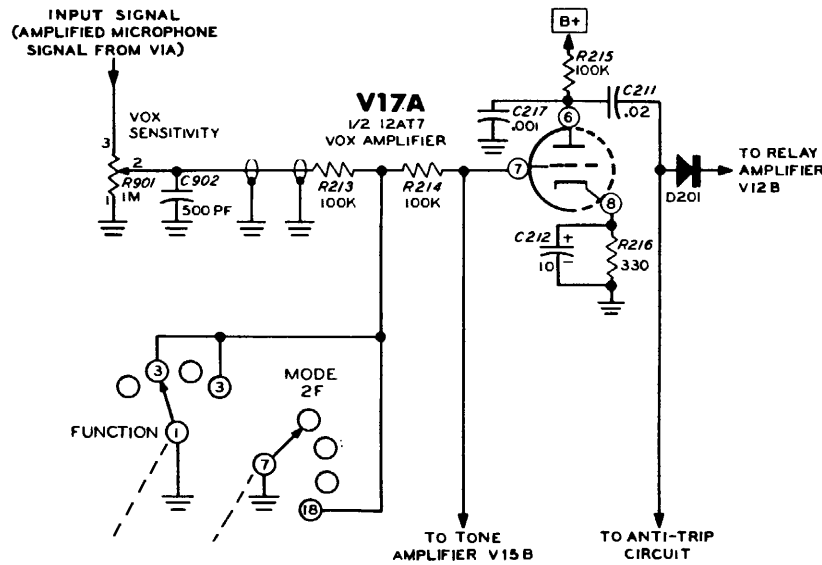 INPUT SIGNAL
(AMPLIFIED MICROPHONE
SIGNAL FROM V1A)
B+
R215
100K
V17A
1/2 12AT7
VOX AMPLIFIER
C217
.001
6
C211
.02
VOX
SENSITIVITY
3
2
R901
1M
1
C902
500 PF
R213
100K
R214
100K
7
8
D201
TO RELAY
AMPLIFIER
V12B
C212
+
10
-
R216
330
3
3
MODE
2F
FUNCTION
1
7
18
TO TONE
AMPLIFIER V15B
TO ANTI-TRIP
CIRCUIT